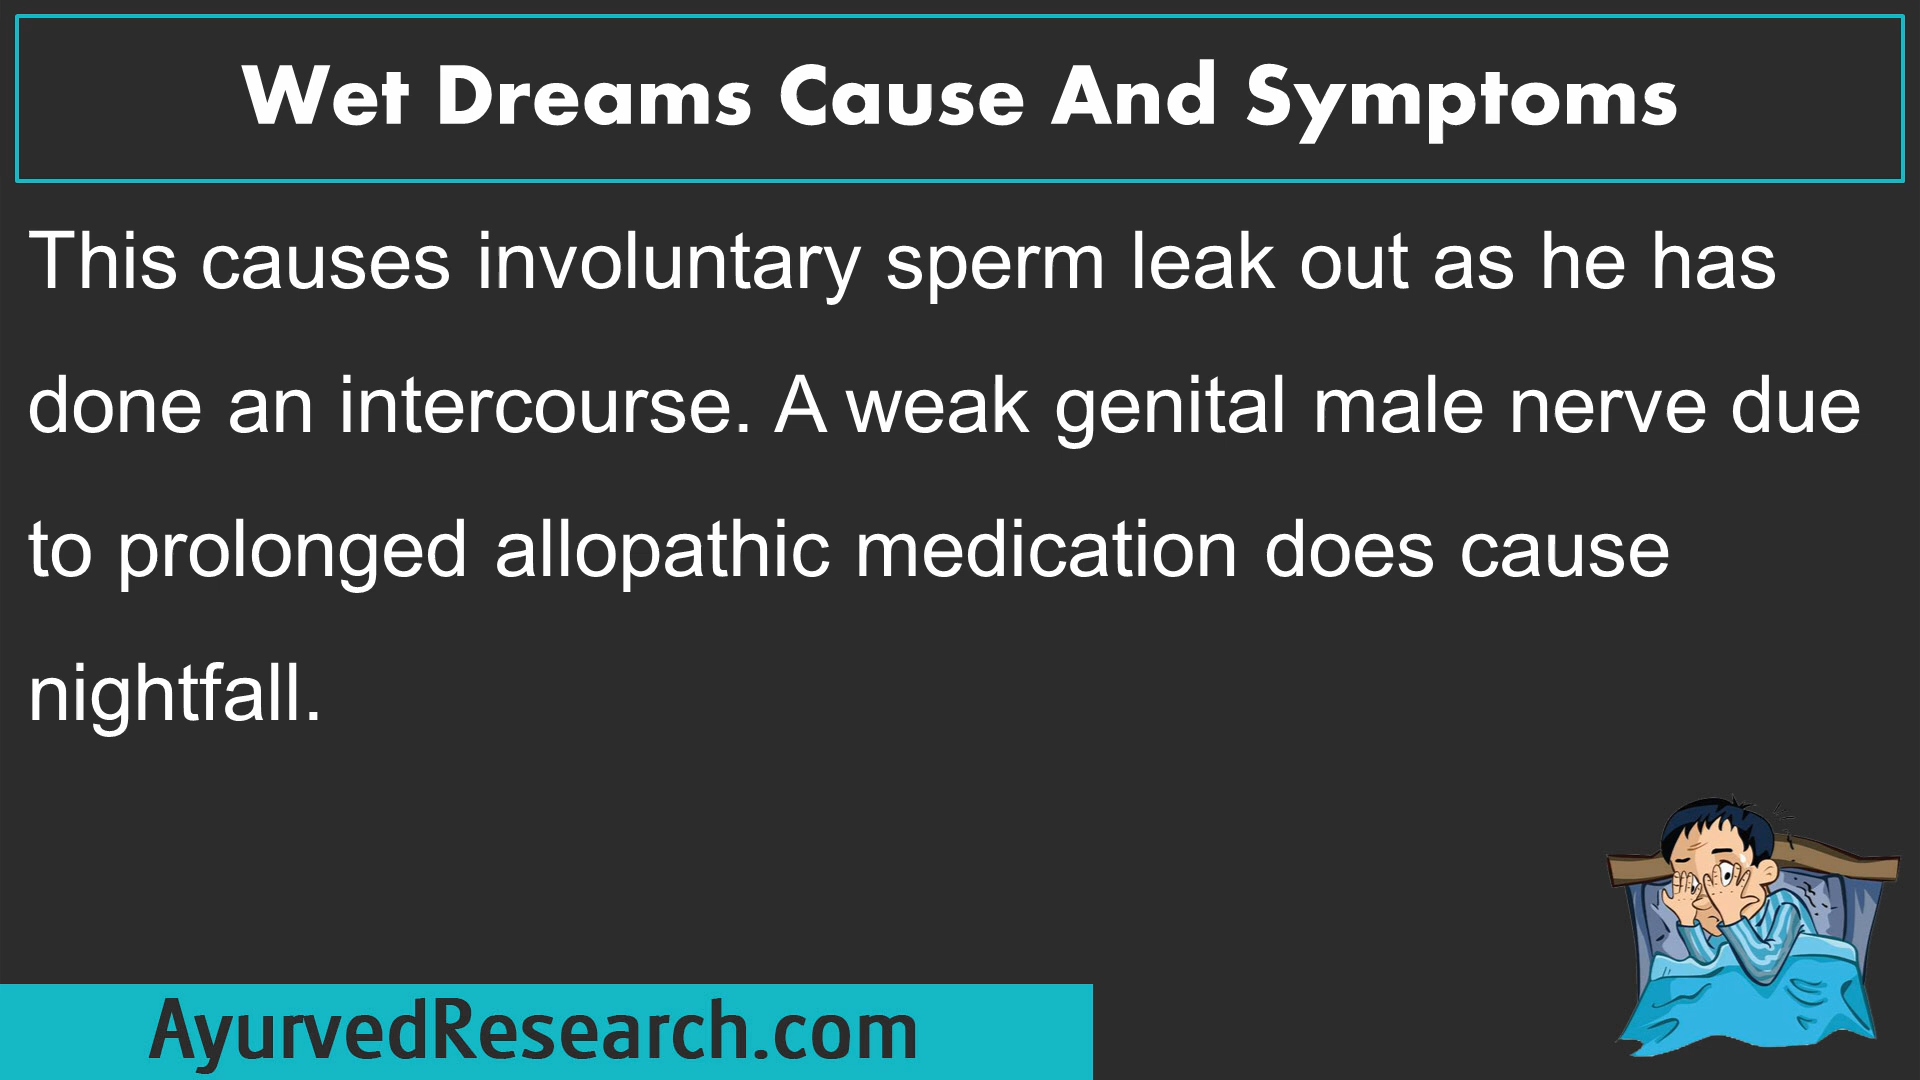 Wet Dreams Cause And Symptoms
This causes involuntary sperm leak out as he has
done an intercourse. A weak genital male nerve due
to prolonged allopathic medication does cause
nightfall.
AyurvedResearch.com